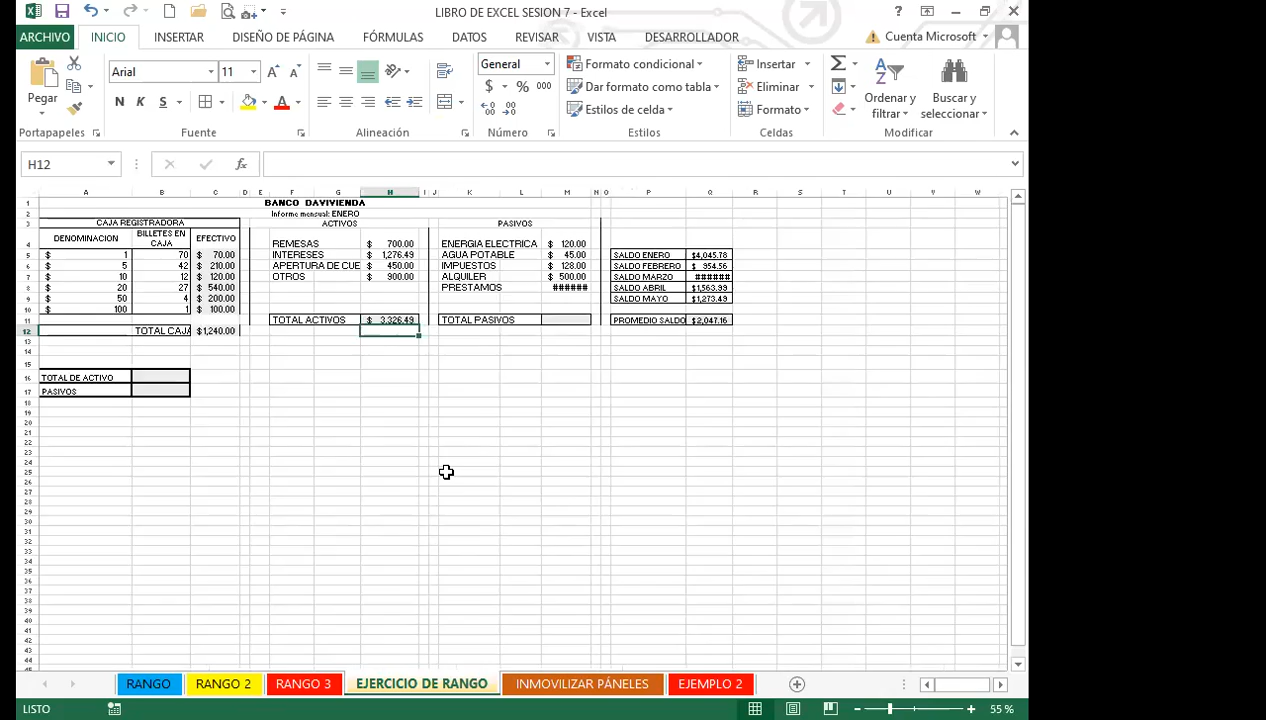 LIBRO DE EXCEL SESION 7 - Excel
ARCHIVO INICIO INSERTAR DISEÑO DE PÁGINA FÓRMULAS DATOS REVISAR VISTA DESARROLLADOR Cuenta Microsoft
Pegar
Portapapeles
Arial 11
N K S
Fuente
Alineación
General
$ % 000
Número
Formato condicional
Dar formato como tabla
Estilos de celda
Estilos
Insertar
Eliminar
Formato
Celdas
Ordenar y filtrar
Buscar y seleccionar
Modificar
H12
A B C D E F G H I J K L M N O P Q R S T U V W
BANCO DAVIVIENDA
Informe mensual: ENERO
CAJA REGISTRADORA ACTIVOS PASIVOS
DENOMINACION BILLETES EN CAJA EFECTIVO REMESAS $ 700.00 ENERGIA ELECTRICA $ 120.00
$ 1 70 $ 70.00 INTERESES $ 1,276.49 AGUA POTABLE $ 45.00 SALDO ENERO $4,045.78
$ 5 42 $ 210.00 APERTURA DE CUE $ 450.00 IMPUESTOS $ 128.00 SALDO FEBRERO $ 954.56
$ 10 12 $ 120.00 OTROS $ 900.00 ALQUILER $ 500.00 SALDO MARZO ######
$ 20 27 $ 540.00 PRESTAMOS ###### SALDO ABRIL $1,563.99
$ 50 4 $ 200.00 SALDO MAYO $1,273.49
$ 100 1 $ 100.00
TOTAL ACTIVOS $ 3,326.49 TOTAL PASIVOS PROMEDIO SALDO $2,047.16
TOTAL CAJA $1,240.00
TOTAL DE ACTIVO
PASIVOS
RANGO RANGO 2 RANGO 3 EJERCICIO DE RANGO INMOVILIZAR PÁNELES EJEMPLO 2
LISTO 55 %